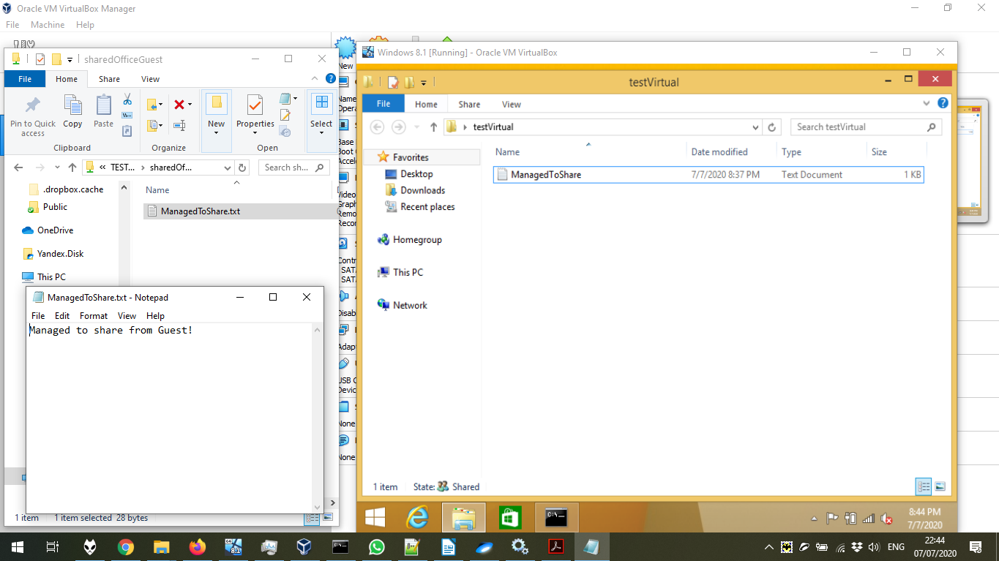 Oracle VM VirtualBox Manager
File Machine Help
sharedOfficeGuest
File Home Share View
Pin to Quick access
Copy
Paste
New
Properties
Select
Clipboard
Organize
Open
TEST... sharedOf...
Search sh...
.dropbox.cache
Public
OneDrive
Yandex.Disk
This PC
Name
ManagedToShare.txt
ManagedToShare.txt - Notepad
File Edit Format View Help
Managed to share from Guest!
1 item 1 item selected 28 bytes
New
Name
Opera
Base
Boot
Accele
Video
Graph
Remo
Recor
Contr
SATA
SATA
Disab
Adap
USB C
Devic
None
None
Windows 8.1 [Running] - Oracle VM VirtualBox
testVirtual
File Home Share View
testVirtual
Search testVirtual
Favorites
Desktop
Downloads
Recent places
Homegroup
This PC
Network
Name Date modified Type Size
ManagedToShare 7/7/2020 8:37 PM Text Document 1 KB
1 item State: Shared
8:44 PM
7/7/2020
ENG
22:44
07/07/2020